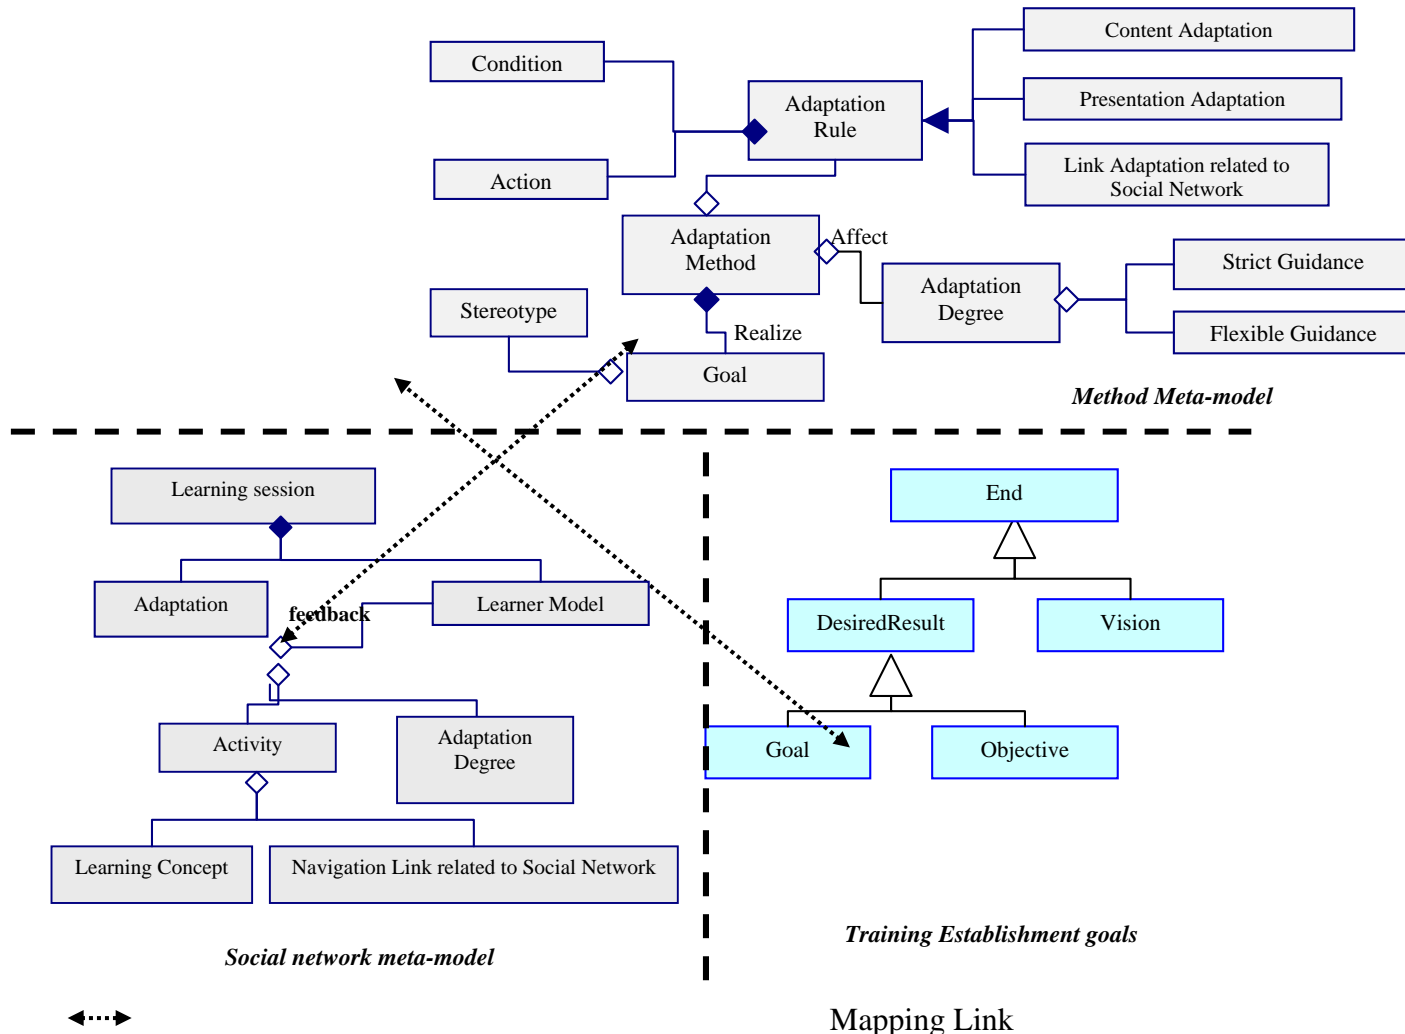 Content Adaptation
Condition
Presentation Adaptation
Adaptation
Rule
Link Adaptation related to
Social Network
Action
Adaptation
Method
Affect
Strict Guidance
Adaptation
Degree
Stereotype
Flexible Guidance
Realize
Goal
Method Meta-model
Learning session
End
Adaptation
feedback
Learner Model
DesiredResult
Vision
Activity
Adaptation
Degree
Goal
Objective
Learning Concept
Navigation Link related to Social Network
Training Establishment goals
Social network meta-model
Mapping Link